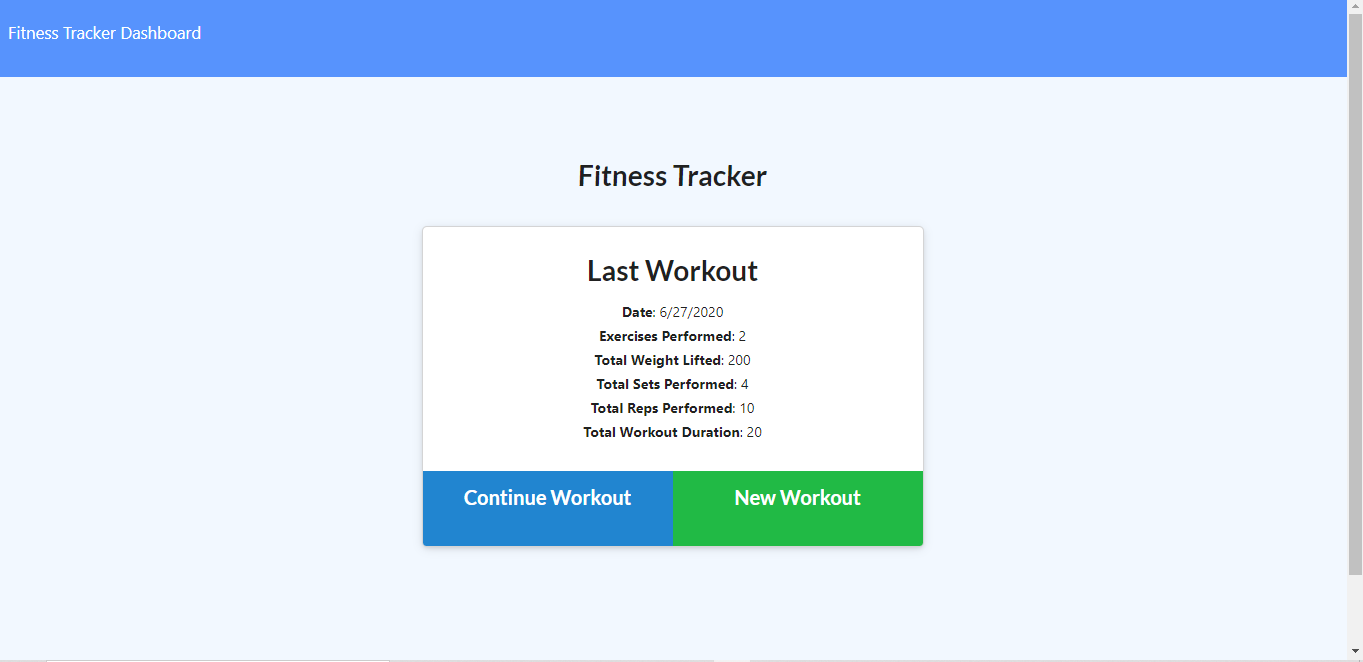 Fitness Tracker Dashboard
Fitness Tracker
Last Workout
Date: 6/27/2020
Exercises Performed: 2
Total Weight Lifted: 200
Total Sets Performed: 4
Total Reps Performed: 10
Total Workout Duration: 20
Continue Workout New Workout